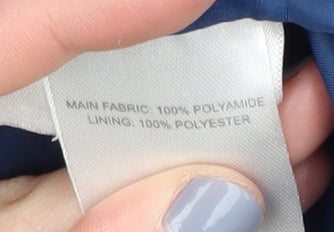 MAIN FABRIC: 100% POLYAMIDE
LINING: 100% POLYESTER